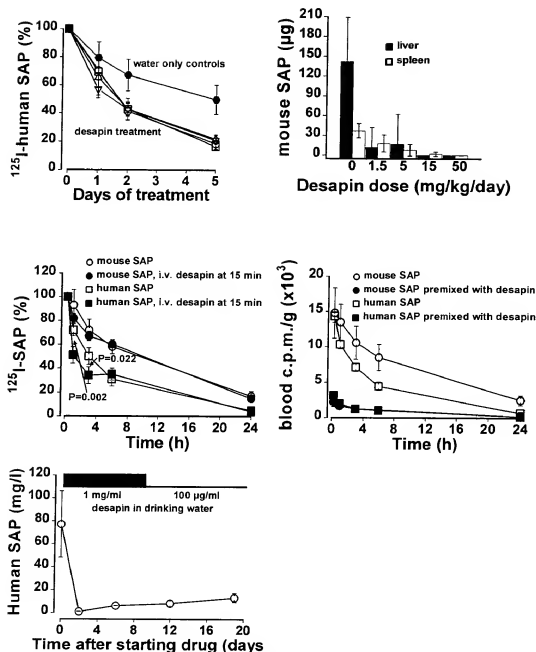 ¹²⁵I-human SAP (%)
100
80
60
40
20
0
water only controls
desapin treatment
0 1 2 3 4 5
Days of treatment
mouse SAP (µg)
210
180
150
120
90
60
30
0
liver
spleen
0 1.5 5 15 50
Desapin dose (mg/kg/day)
mouse SAP
mouse SAP, i.v. desapin at 15 min
human SAP
human SAP, i.v. desapin at 15 min
¹²⁵I-SAP (%)
120
100
80
60
40
20
0
P=0.022
P=0.002
0 4 8 12 16 20 24
Time (h)
mouse SAP
mouse SAP premixed with desapin
human SAP
human SAP premixed with desapin
blood c.p.m./g (x10³)
20
15
10
5
0
0 4 8 12 16 20 24
Time (h)
Human SAP (mg/l)
120
100
80
60
40
20
0
1 mg/ml 100 µg/ml
desapin in drinking water
0 4 8 12 16 20
Time after starting drug (days